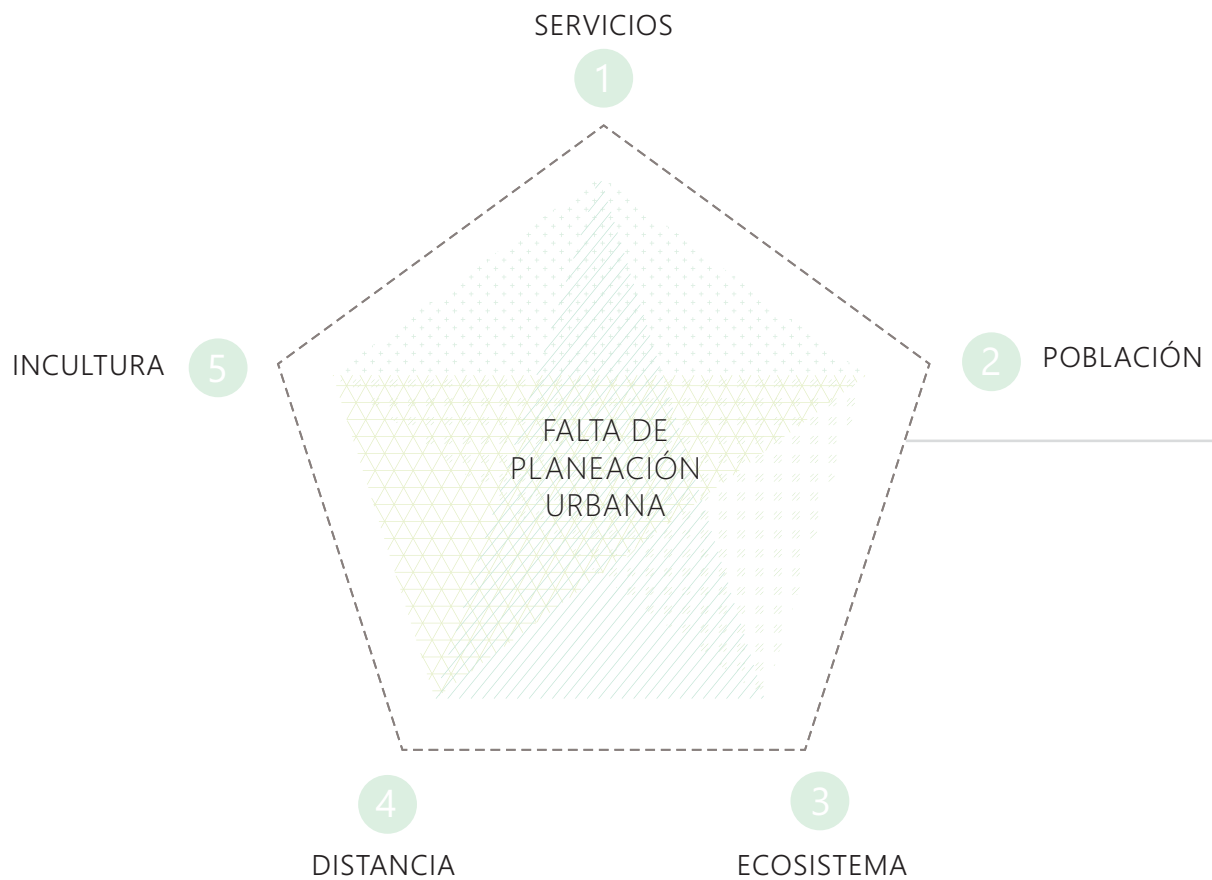 SERVICIOS
1
INCULTURA 5
2 POBLACIÓN
FALTA DE
PLANEACIÓN
URBANA
4
3
DISTANCIA
ECOSISTEMA